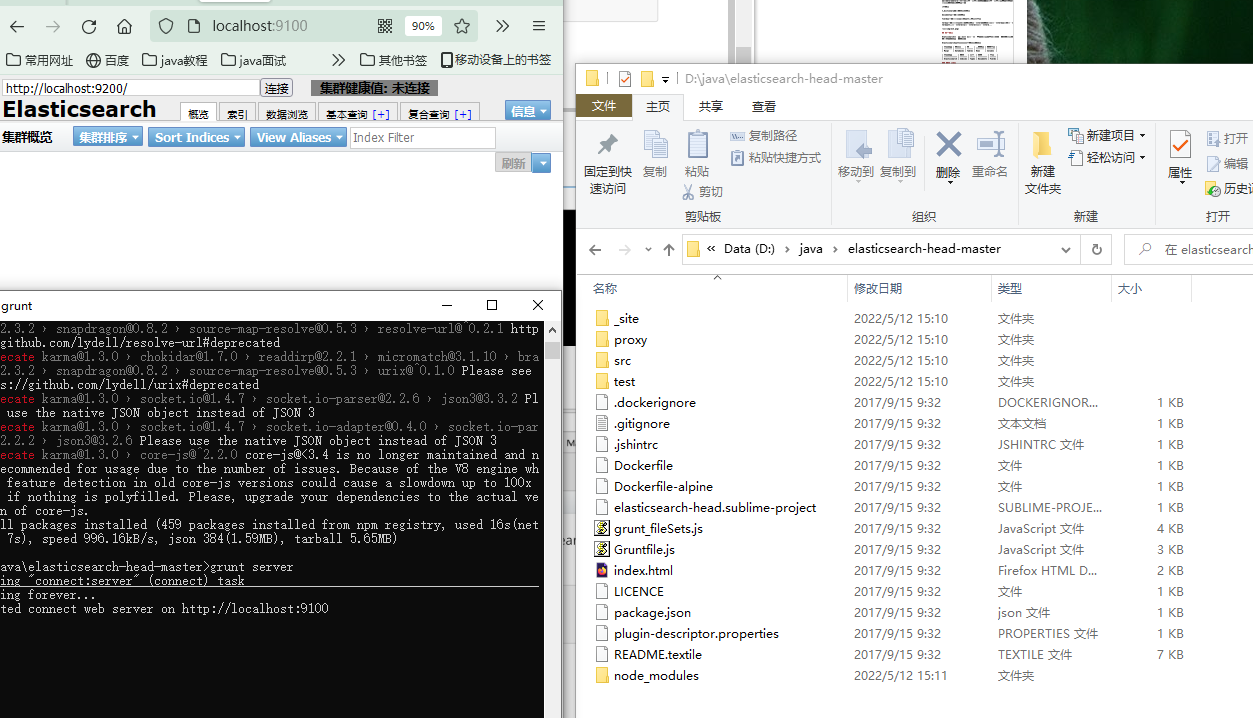 localhost:9100
90%
常用网址
百度
java教程
java面试
其他书签
移动设备上的书签
http://localhost:9200/
连接
集群健康值: 未连接
Elasticsearch
概览
索引
数据浏览
基本查询 [+]
复合查询 [+]
信息
集群概览
集群排序
Sort Indices
View Aliases
Index Filter
刷新
grunt
2.3.2 › snapdragon@0.8.2 › source-map-resolve@0.5.3 › resolve-url@^0.2.1 http
github.com/lydell/resolve-url#deprecated
ecate karma@1.3.0 › chokidar@1.7.0 › readdirp@2.2.1 › micromatch@3.1.10 › bra
2.3.2 › snapdragon@0.8.2 › source-map-resolve@0.5.3 › urix@^0.1.0 Please see
s://github.com/lydell/urix#deprecated
ecate karma@1.3.0 › socket.io@1.4.7 › socket.io-parser@2.2.6 › json3@3.3.2 Pl
use the native JSON object instead of JSON 3
ecate karma@1.3.0 › socket.io@1.4.7 › socket.io-adapter@0.4.0 › socket.io-par
2.2.2 › json3@3.2.6 Please use the native JSON object instead of JSON 3
ecate karma@1.3.0 › core-js@^2.2.0 core-js@<3.4 is no longer maintained and n
ecommended for usage due to the number of issues. Because of the V8 engine wh
feature detection in old core-js versions could cause a slowdown up to 100x
if nothing is polyfilled. Please, upgrade your dependencies to the actual ve
n of core-js.
ll packages installed (459 packages installed from npm registry, used 16s(net
7s), speed 996.16kB/s, json 384(1.59MB), tarball 5.65MB)
ava\elasticsearch-head-master>grunt server
ing "connect:server" (connect) task
ing forever...
ted connect web server on http://localhost:9100
D:\java\elasticsearch-head-master
文件
主页
共享
查看
固定到快
速访问
复制
粘贴
复制路径
粘贴快捷方式
剪切
剪贴板
移动到
复制到
删除
重命名
组织
新建
文件夹
新建项目
轻松访问
新建
属性
打开
编辑
历史记
打开
« Data (D:) › java › elasticsearch-head-master
在 elasticsearch
名称 修改日期 类型 大小
_site 2022/5/12 15:10 文件夹
proxy 2022/5/12 15:10 文件夹
src 2022/5/12 15:10 文件夹
test 2022/5/12 15:10 文件夹
.dockerignore 2017/9/15 9:32 DOCKERIGNOR... 1 KB
.gitignore 2017/9/15 9:32 文本文档 1 KB
.jshintrc 2017/9/15 9:32 JSHINTRC 文件 1 KB
Dockerfile 2017/9/15 9:32 文件 1 KB
Dockerfile-alpine 2017/9/15 9:32 文件 1 KB
elasticsearch-head.sublime-project 2017/9/15 9:32 SUBLIME-PROJE... 1 KB
grunt_fileSets.js 2017/9/15 9:32 JavaScript 文件 4 KB
Gruntfile.js 2017/9/15 9:32 JavaScript 文件 3 KB
index.html 2017/9/15 9:32 Firefox HTML D... 2 KB
LICENCE 2017/9/15 9:32 文件 1 KB
package.json 2017/9/15 9:32 json 文件 1 KB
plugin-descriptor.properties 2017/9/15 9:32 PROPERTIES 文件 1 KB
README.textile 2017/9/15 9:32 TEXTILE 文件 7 KB
node_modules 2022/5/12 15:11 文件夹